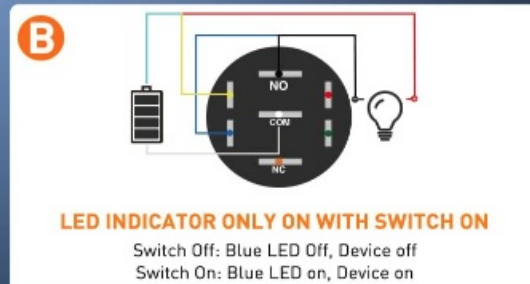 B
NO
COM
NC
LED INDICATOR ONLY ON WITH SWITCH ON
Switch Off: Blue LED Off, Device off
Switch On: Blue LED on, Device on